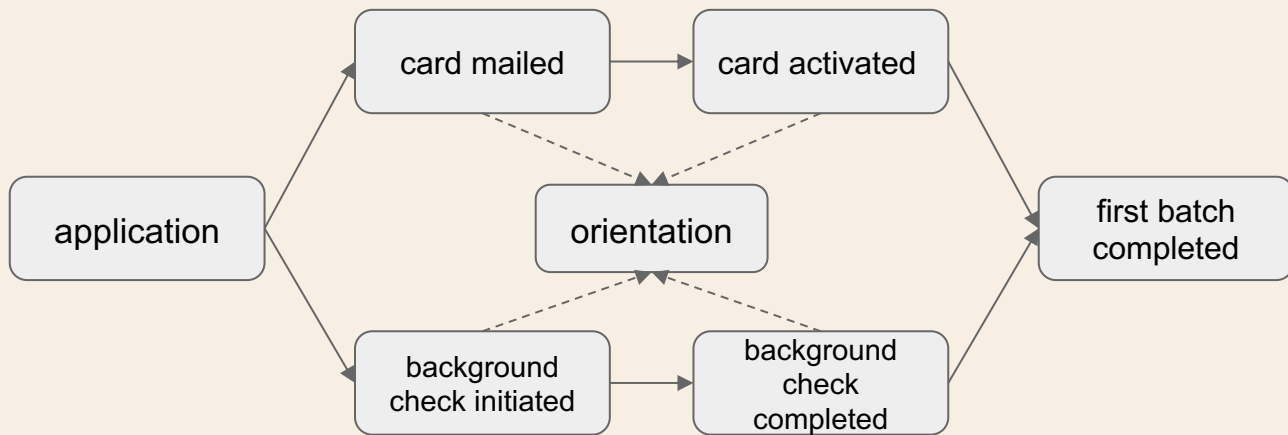 card mailed
card activated
application
orientation
first batch
completed
background
check initiated
background
check
completed